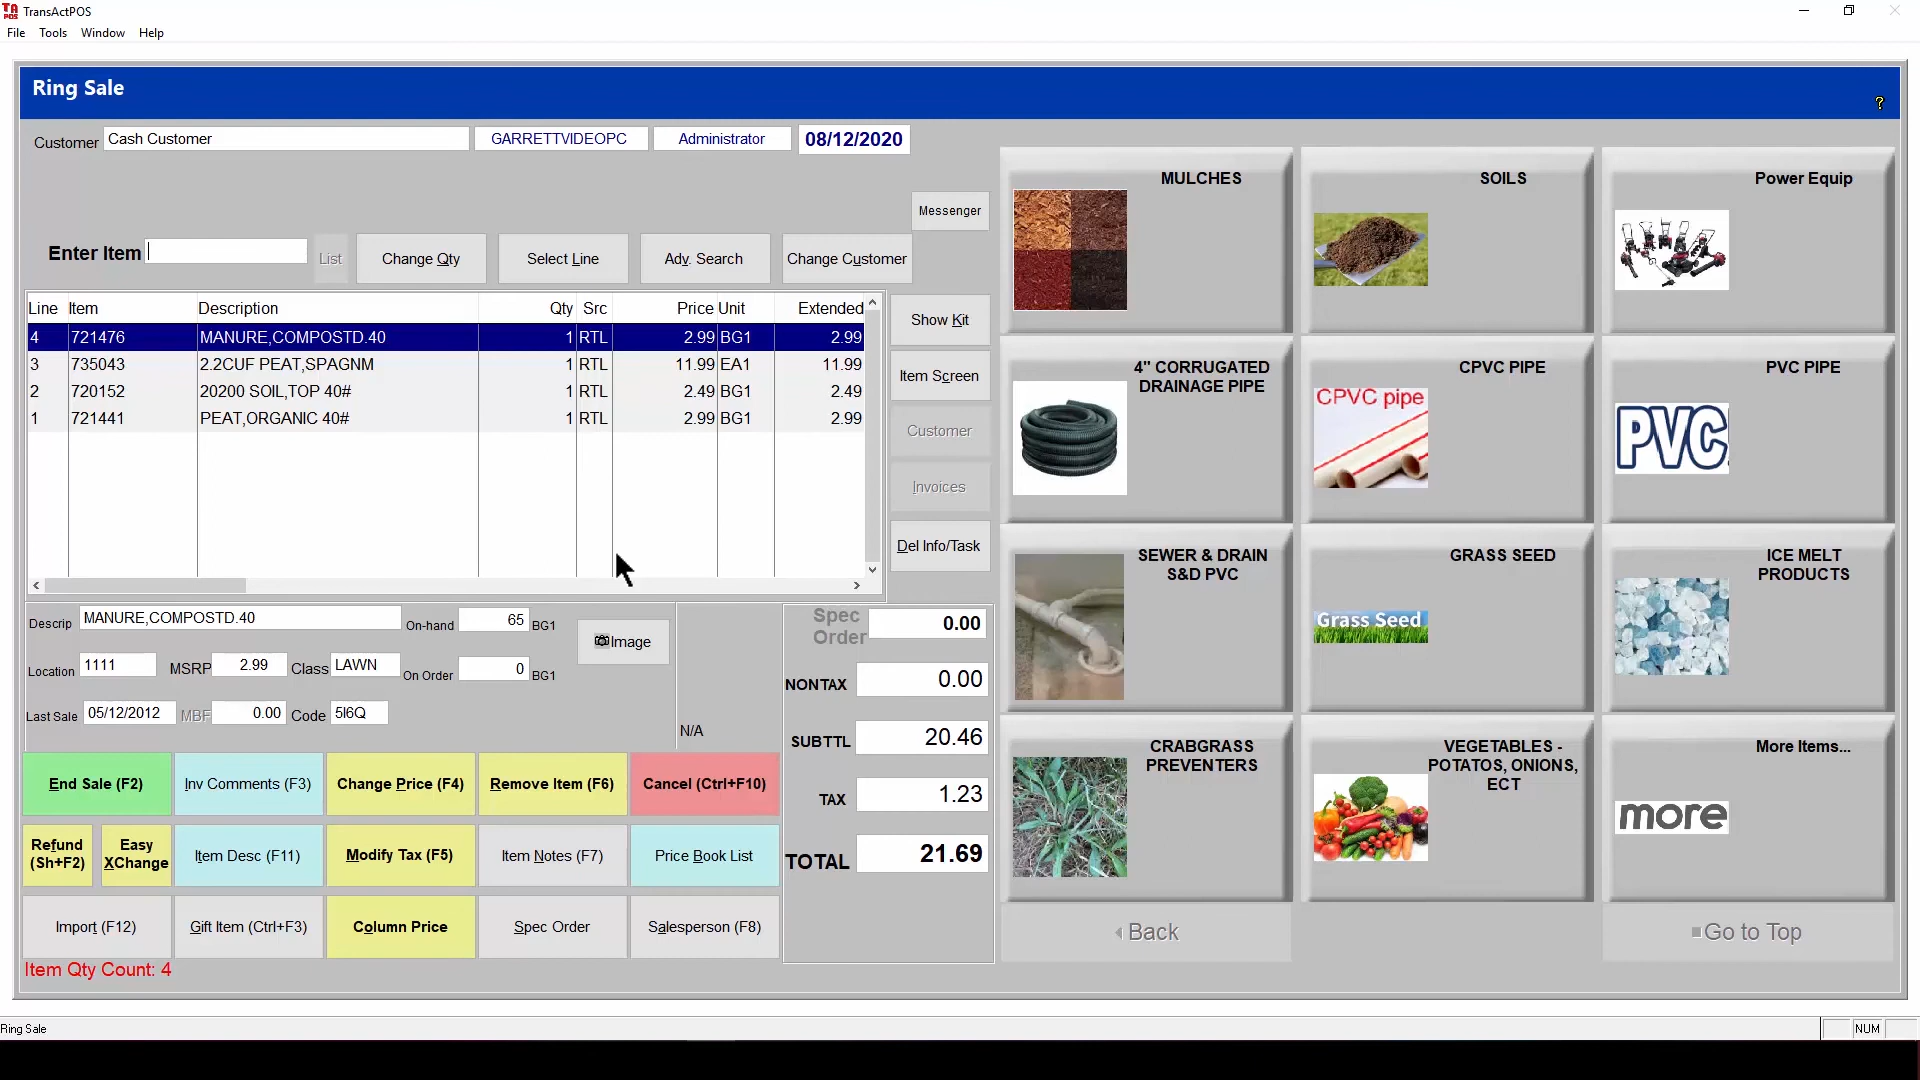 TA POS TransActPOS
File Tools Window Help
Ring Sale
?
Customer Cash Customer GARRETTVIDEOPC Administrator 08/12/2020
Messenger
Enter Item List Change Qty Select Line Adv. Search Change Customer
Line Item Description Qty Src Price Unit Extended
4 721476 MANURE,COMPOSTD.40 1 RTL 2.99 BG1 2.99
3 735043 2.2CUF PEAT,SPAGNM 1 RTL 11.99 EA1 11.99
2 720152 20200 SOIL,TOP 40# 1 RTL 2.49 BG1 2.49
1 721441 PEAT,ORGANIC 40# 1 RTL 2.99 BG1 2.99
Show Kit
Item Screen
Customer
Invoices
Del Info/Task
Descrip MANURE,COMPOSTD.40 On-hand 65 BG1
Image
Location 1111 MSRP 2.99 Class LAWN On Order 0 BG1
Last Sale 05/12/2012 MBF 0.00 Code 5I6Q
N/A
Spec
Order 0.00
NONTAX 0.00
SUBTTL 20.46
TAX 1.23
TOTAL 21.69
End Sale (F2) Inv Comments (F3) Change Price (F4) Remove Item (F6) Cancel (Ctrl+F10)
Refund
(Sh+F2)
Easy
XChange
Item Desc (F11) Modify Tax (F5) Item Notes (F7) Price Book List
Import (F12) Gift Item (Ctrl+F3) Column Price Spec Order Salesperson (F8)
Item Qty Count: 4
MULCHES
SOILS
Power Equip
4" CORRUGATED
DRAINAGE PIPE
CPVC PIPE
CPVC pipe
PVC PIPE
PVC
SEWER & DRAIN
S&D PVC
GRASS SEED
Grass Seed
ICE MELT
PRODUCTS
CRABGRASS
PREVENTERS
VEGETABLES -
POTATOS, ONIONS,
ECT
More Items...
more
Back
Go to Top
Ring Sale
NUM